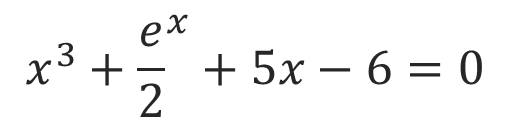 x³ + eˣ/2 + 5x − 6 = 0